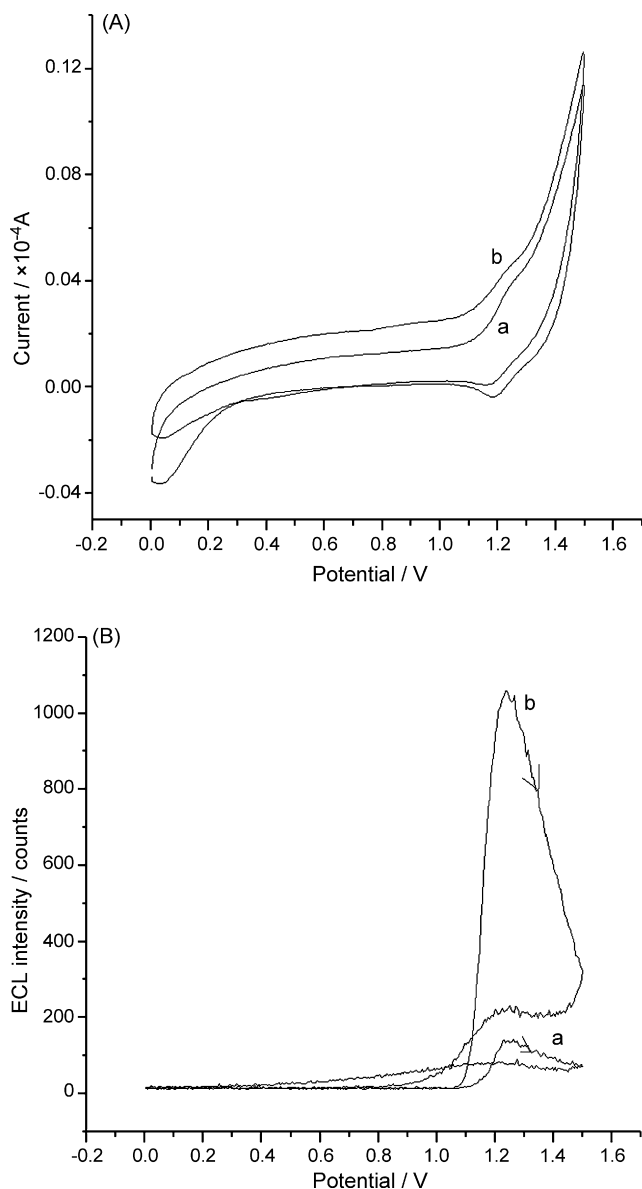 (A)
0.12
0.08
0.04
0.00
-0.04
Current / ×10⁻⁴A
b
a
-0.2 0.0 0.2 0.4 0.6 0.8 1.0 1.2 1.4 1.6
Potential / V
(B)
1200
1000
800
600
400
200
0
ECL intensity / counts
b
a
-0.2 0.0 0.2 0.4 0.6 0.8 1.0 1.2 1.4 1.6
Potential / V